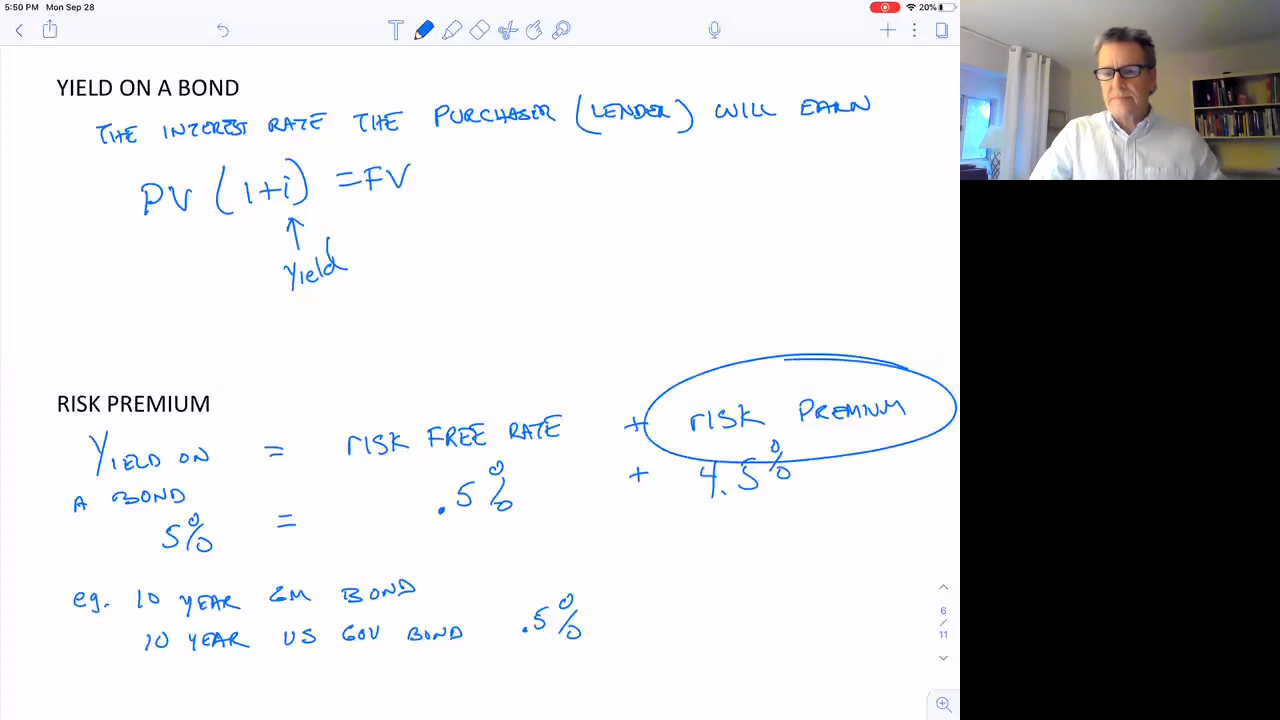 5:50 PM Mon Sep 28
20%
YIELD ON A BOND
THE INTEREST RATE THE PURCHASER (LENDER) WILL EARN
PV (1+i) = FV
↑
Yield
RISK PREMIUM
YIELD ON = RISK FREE RATE + RISK PREMIUM
A BOND
5% = .5% + 4.5%
eg. 10 YEAR GM BOND
10 YEAR US GOV BOND .5%
6
/
11